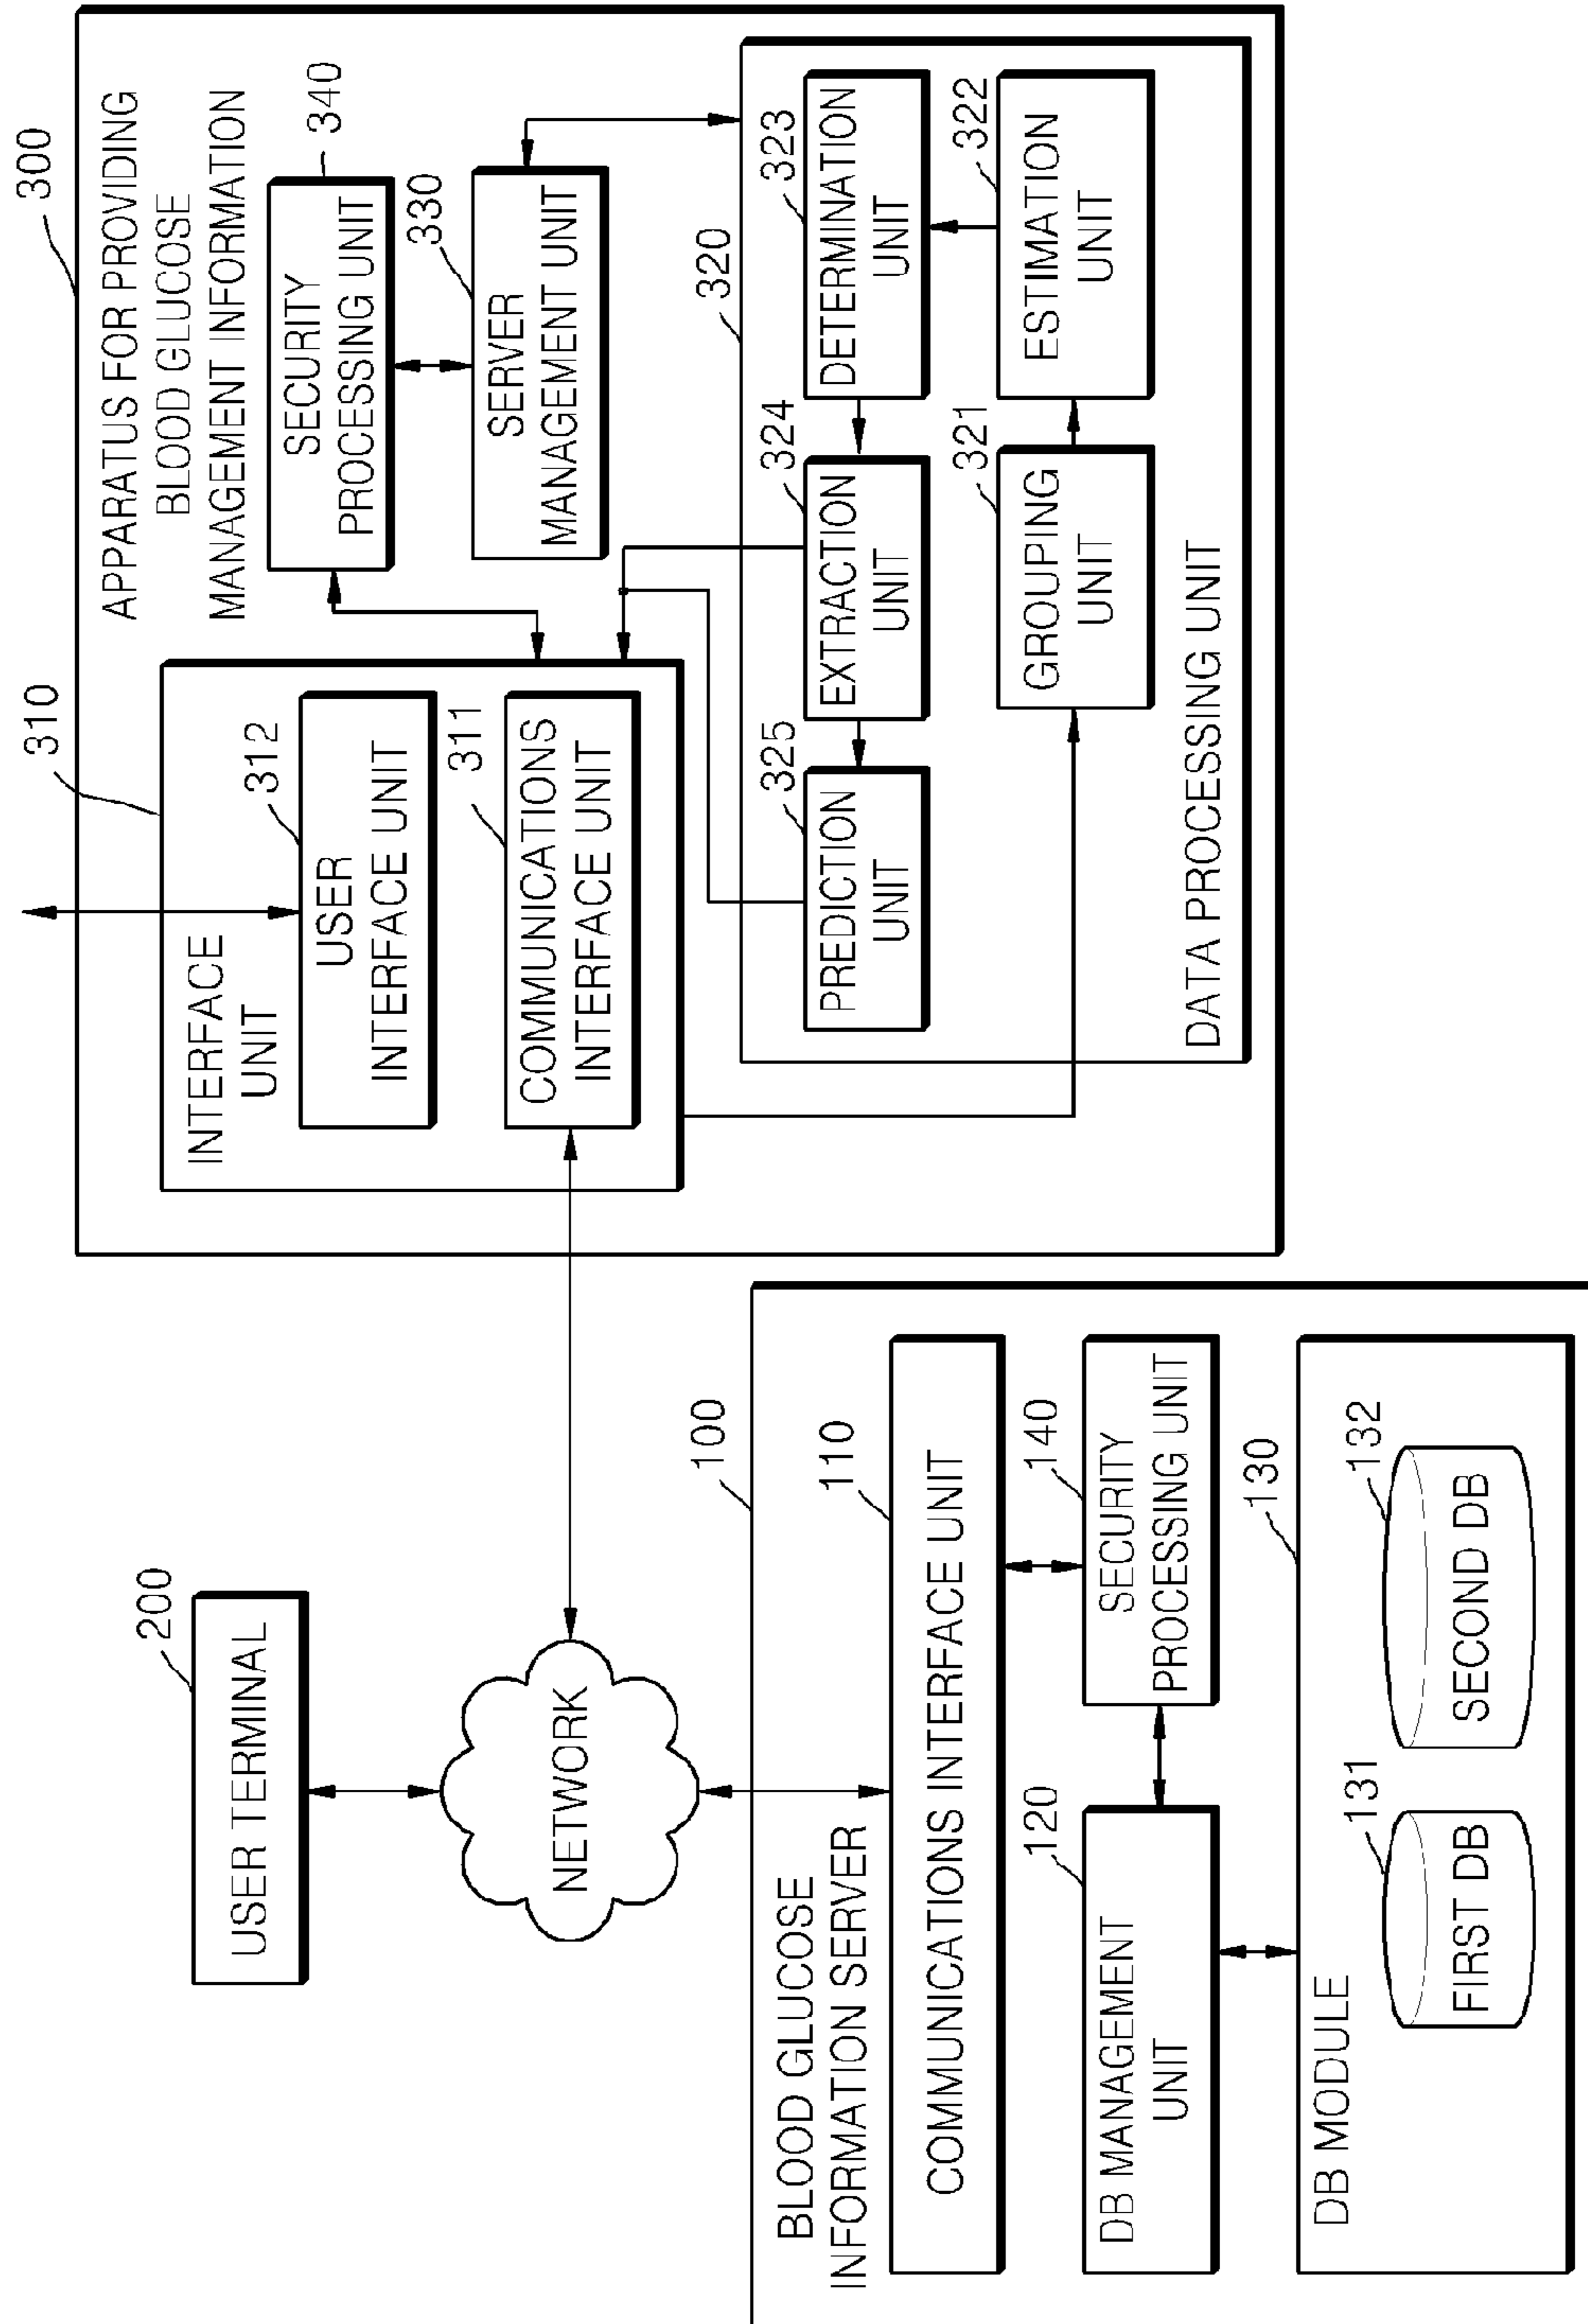 200
USER TERMINAL
NETWORK
100
BLOOD GLUCOSE
INFORMATION SERVER
110
COMMUNICATIONS INTERFACE UNIT
120
DB MANAGEMENT
UNIT
140
SECURITY
PROCESSING UNIT
130
DB MODULE
131
FIRST DB
132
SECOND DB
300
APPARATUS FOR PROVIDING
BLOOD GLUCOSE
MANAGEMENT INFORMATION
310
INTERFACE
UNIT
312
USER
INTERFACE UNIT
311
COMMUNICATIONS
INTERFACE UNIT
340
SECURITY
PROCESSING UNIT
330
SERVER
MANAGEMENT UNIT
320
325
PREDICTION
UNIT
324
EXTRACTION
UNIT
323
DETERMINATION
UNIT
321
GROUPING
UNIT
322
ESTIMATION
UNIT
DATA PROCESSING UNIT